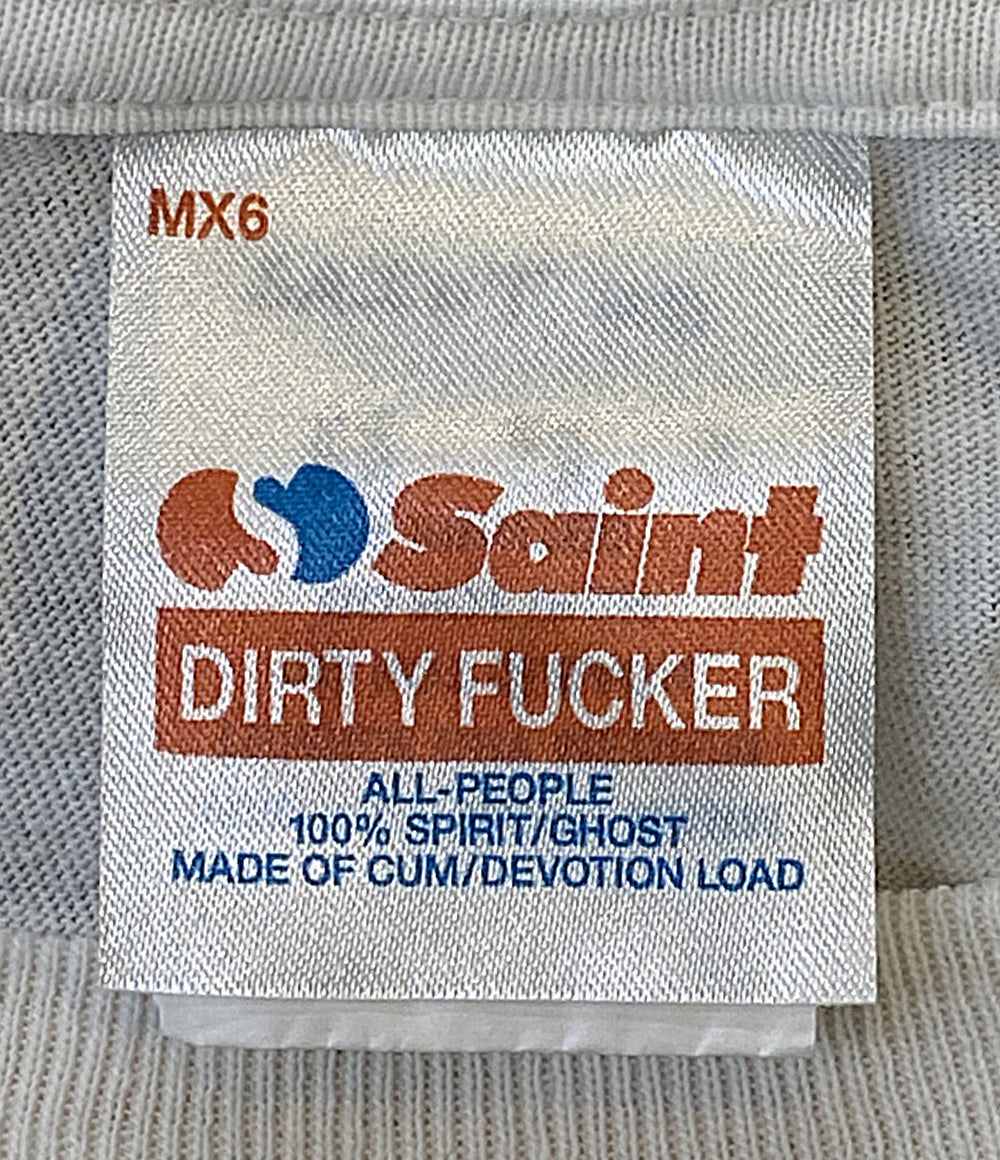 MX6
Saint
DIRTY FUCKER
ALL-PEOPLE
100% SPIRIT/GHOST
MADE OF CUM/DEVOTION LOAD